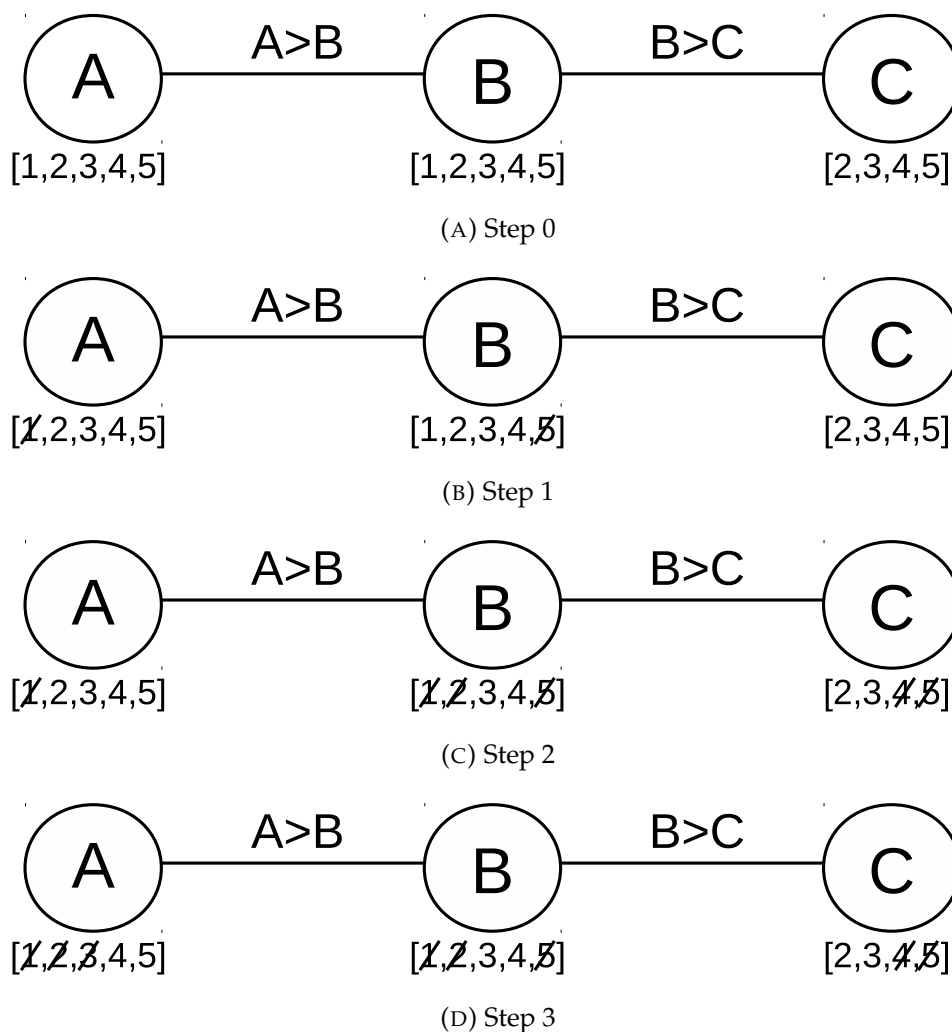 A A>B B B>C C
[1,2,3,4,5] [1,2,3,4,5] [2,3,4,5]
(A) Step 0
A A>B B B>C C
[1,2,3,4,5] [1,2,3,4,5] [2,3,4,5]
(B) Step 1
A A>B B B>C C
[1,2,3,4,5] [1,2,3,4,5] [2,3,4,5]
(C) Step 2
A A>B B B>C C
[1,2,3,4,5] [1,2,3,4,5] [2,3,4,5]
(D) Step 3